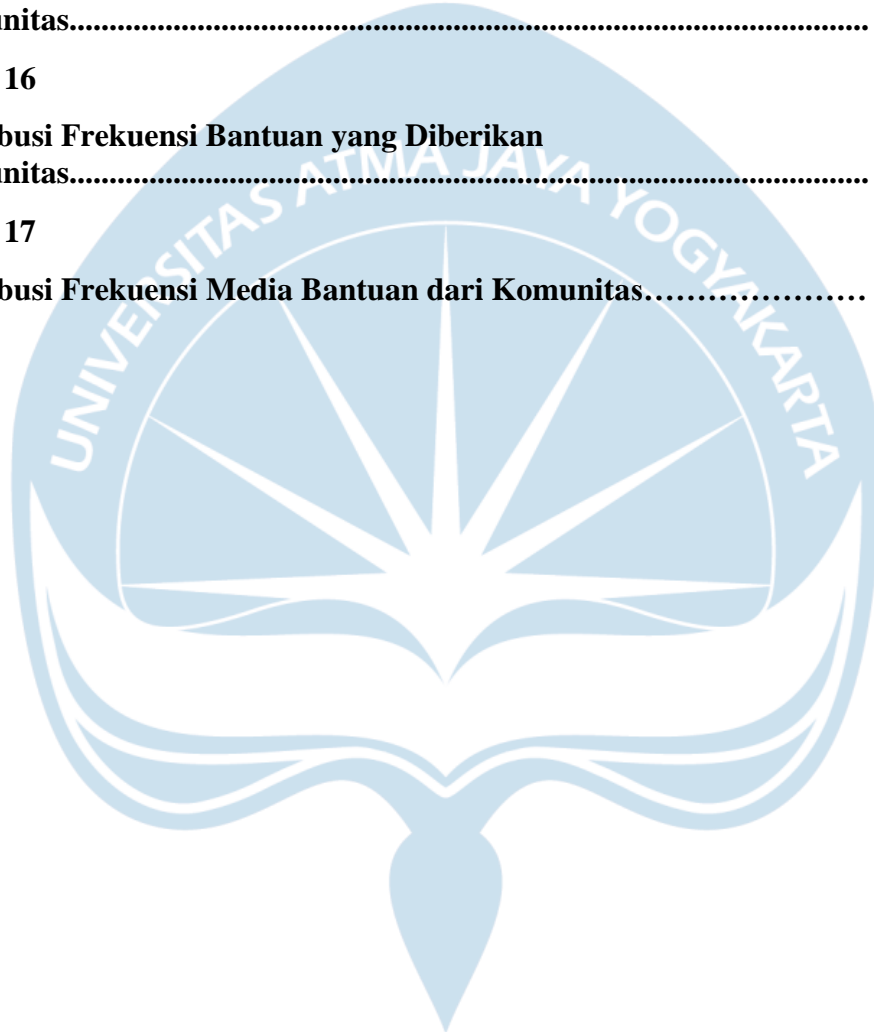 unitas...........................................................................................
16
busi Frekuensi Bantuan yang Diberikan
unitas...........................................................................................
17
busi Frekuensi Media Bantuan dari Komunitas…………………
UNIVERSITAS ATMA JAYA YOGYAKARTA